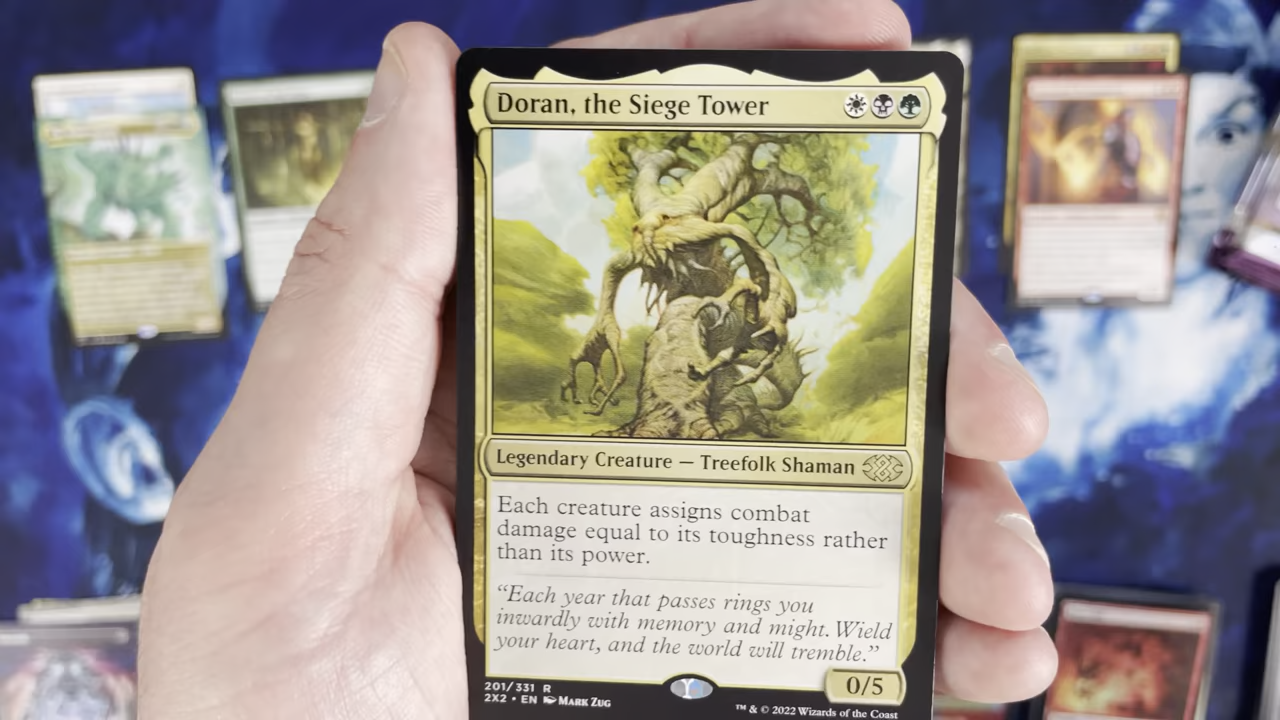 Doran, the Siege Tower
Legendary Creature — Treefolk Shaman
Each creature assigns combat
damage equal to its toughness rather
than its power.
“Each year that passes rings you
inwardly with memory and might. Wield
your heart, and the world will tremble.”
0/5
201/331 R
2X2 • EN Mark Zug
™ & © 2022 Wizards of the Coast